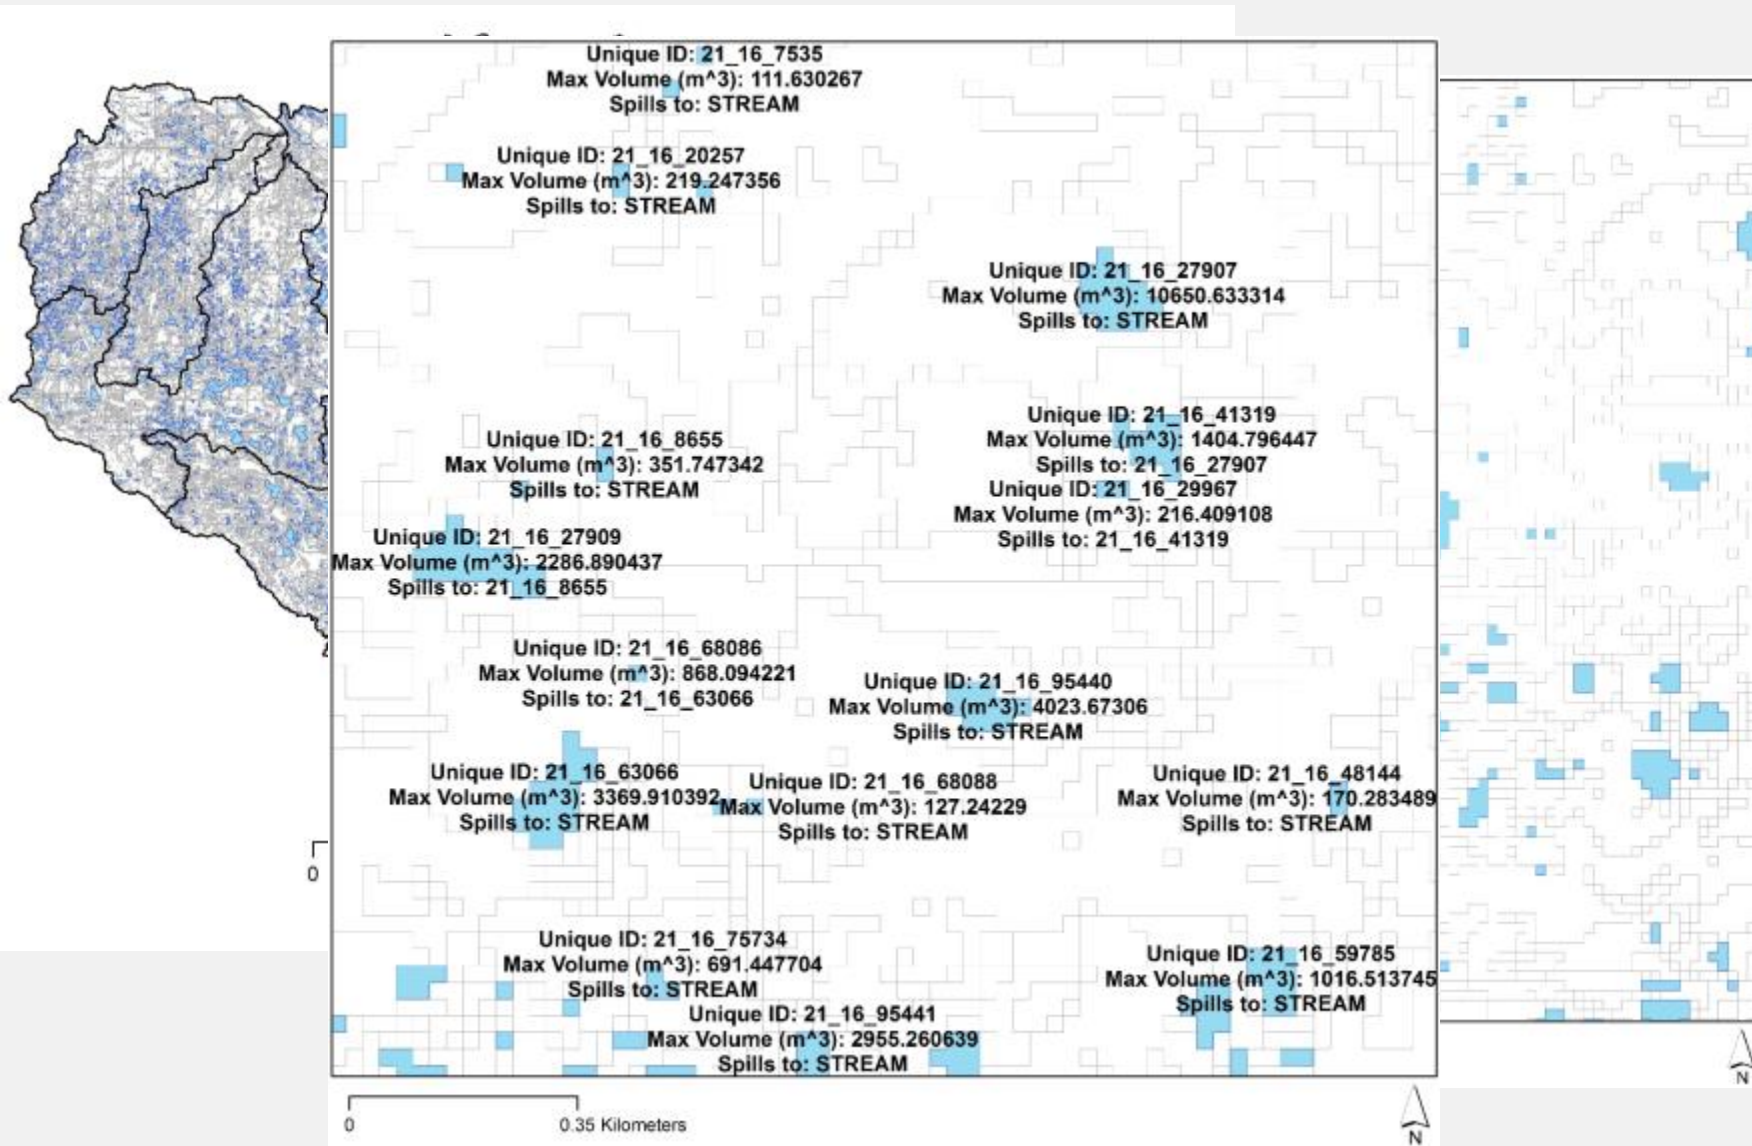 Unique ID: 21_16_7535
Max Volume (m^3): 111.630267
Spills to: STREAM
Unique ID: 21_16_20257
Max Volume (m^3): 219.247356
Spills to: STREAM
Unique ID: 21_16_27907
Max Volume (m^3): 10650.633314
Spills to: STREAM
Unique ID: 21_16_41319
Max Volume (m^3): 1404.796447
Spills to: 21_16_27907
Unique ID: 21_16_8655
Max Volume (m^3): 351.747342
Spills to: STREAM
Unique ID: 21_16_29967
Max Volume (m^3): 216.409108
Spills to: 21_16_41319
Unique ID: 21_16_27909
Max Volume (m^3): 2286.890437
Spills to: 21_16_8655
Unique ID: 21_16_68086
Max Volume (m^3): 868.094221
Spills to: 21_16_63066
Unique ID: 21_16_95440
Max Volume (m^3): 4023.67306
Spills to: STREAM
Unique ID: 21_16_63066
Max Volume (m^3): 3369.910392
Spills to: STREAM
Unique ID: 21_16_68088
Max Volume (m^3): 127.24229
Spills to: STREAM
Unique ID: 21_16_48144
Max Volume (m^3): 170.283489
Spills to: STREAM
0
Unique ID: 21_16_75734
Max Volume (m^3): 691.447704
Spills to: STREAM
Unique ID: 21_16_59785
Max Volume (m^3): 1016.513745
Spills to: STREAM
Unique ID: 21_16_95441
Max Volume (m^3): 2955.260639
Spills to: STREAM
N
0
0.35 Kilometers
N